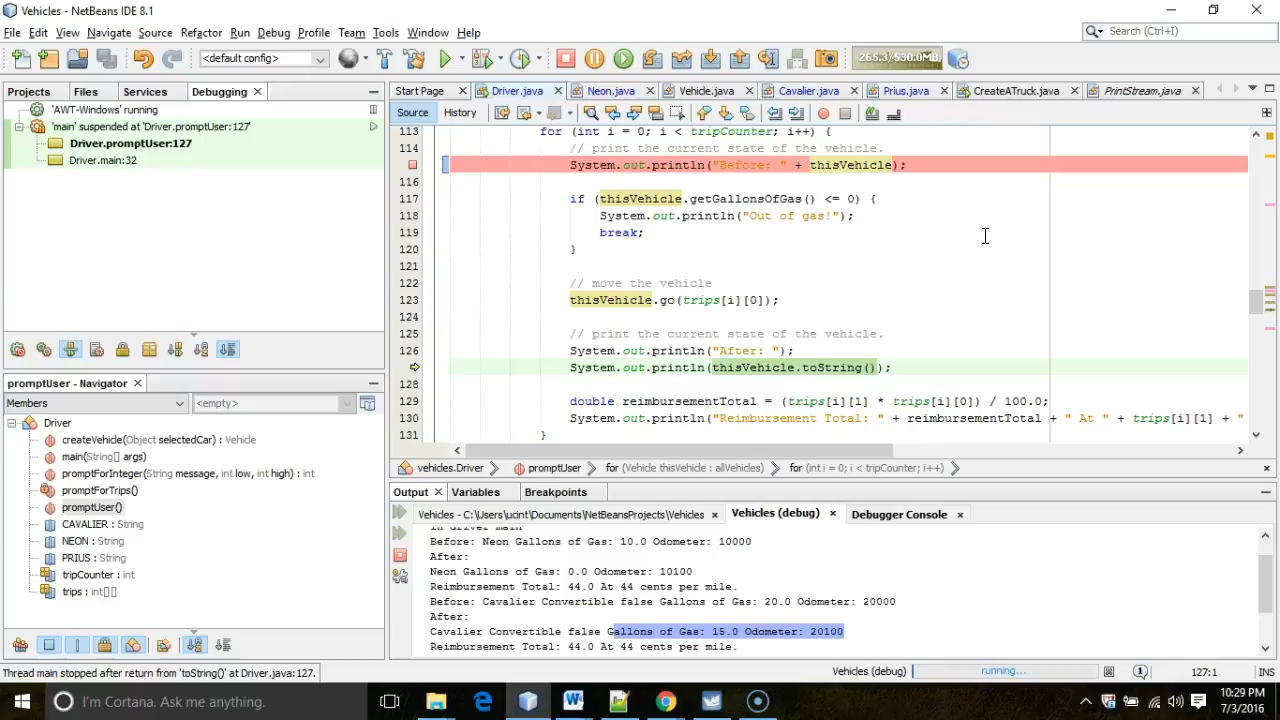 Vehicles - NetBeans IDE 8.1
File Edit View Navigate Source Refactor Run Debug Profile Team Tools Window Help
Search (Ctrl+I)
<default config>
265.3/530.0MB
Projects Files Services Debugging
Start Page Driver.java Neon.java Vehicle.java Cavalier.java Prius.java CreateATruck.java PrintStream.java
Source History
'AWT-Windows' running
'main' suspended at 'Driver.promptUser:127'
Driver.promptUser:127
Driver.main:32
113 for (int i = 0; i < tripCounter; i++) {
114 // print the current state of the vehicle.
System.out.println("Before: " + thisVehicle);
116
117 if (thisVehicle.getGallonsOfGas() <= 0) {
118 System.out.println("Out of gas!");
119 break;
120 }
121
122 // move the vehicle
123 thisVehicle.go(trips[i][0]);
124
125 // print the current state of the vehicle.
126 System.out.println("After: ");
System.out.println(thisVehicle.toString());
128
129 double reimbursementTotal = (trips[i][1] * trips[i][0]) / 100.0;
130 System.out.println("Reimbursement Total: " + reimbursementTotal + " At " + trips[i][1] + "
131 }
promptUser - Navigator
Members <empty>
Driver
createVehicle(Object selectedCar) : Vehicle
main(String[] args)
promptForInteger(String message, int low, int high) : int
promptForTrips()
promptUser()
CAVALIER : String
NEON : String
PRIUS : String
tripCounter : int
trips : int[][]
vehicles.Driver promptUser for (Vehicle thisVehicle : allVehicles) for (int i = 0; i < tripCounter; i++)
Output Variables Breakpoints
Vehicles - C:\Users\ucint\Documents\NetBeansProjects\Vehicles Vehicles (debug) Debugger Console
in driver main
Before: Neon Gallons of Gas: 10.0 Odometer: 10000
After:
Neon Gallons of Gas: 0.0 Odometer: 10100
Reimbursement Total: 44.0 At 44 cents per mile.
Before: Cavalier Convertible false Gallons of Gas: 20.0 Odometer: 20000
After:
Cavalier Convertible false Gallons of Gas: 15.0 Odometer: 20100
Reimbursement Total: 44.0 At 44 cents per mile.
Thread main stopped after return from 'toString()' at Driver.java:127.
Vehicles (debug) running... 127:1 INS
I'm Cortana. Ask me anything.
10:29 PM
7/3/2016